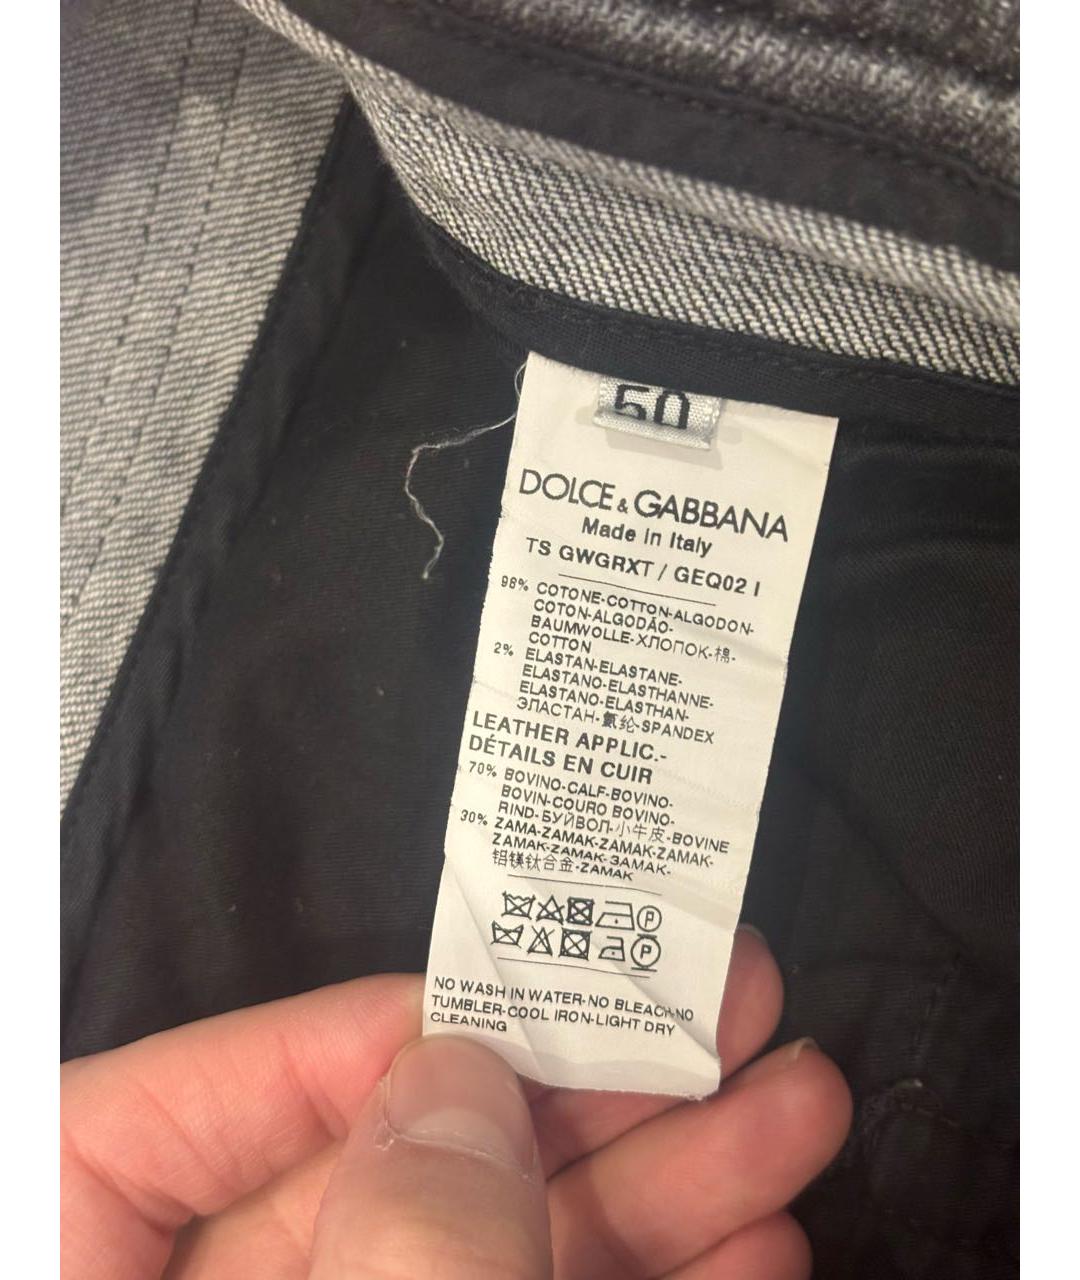 50
DOLCE & GABBANA
Made in Italy
TS GWGRXT / GEQ02 I
98% COTONE-COTTON-ALGODON-
COTON-ALGODÃO-
BAUMWOLLE-ХЛОПОК-棉-
COTTON
2% ELASTAN-ELASTANE-
ELASTANO-ELASTHANNE-
ELASTANO-ELASTHAN-
ЭЛАСТАН-氨纶-SPANDEX
LEATHER APPLIC.-
DÉTAILS EN CUIR
70% BOVINO-CALF-BOVINO-
BOVIN-COURO BOVINO-
RIND-БУЙВОЛ-小牛皮-BOVINE
30% ZAMA-ZAMAK-ZAMAK-ZAMAK-
ZAMAK-ZAMAK-ЗАМАК-
铝镁钛合金-ZAMAK
P
P
NO WASH IN WATER-NO BLEACH-NO
TUMBLER-COOL IRON-LIGHT DRY
CLEANING